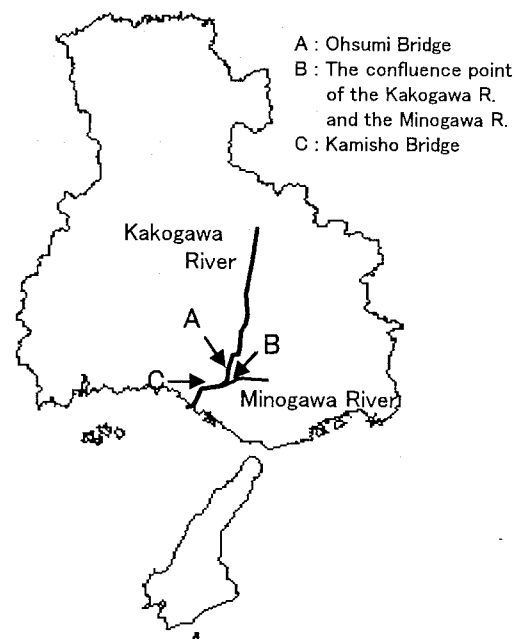 A : Ohsumi Bridge
B : The confluence point
of the Kakogawa R.
and the Minogawa R.
C : Kamisho Bridge
Kakogawa
River
A
B
C
Minogawa River